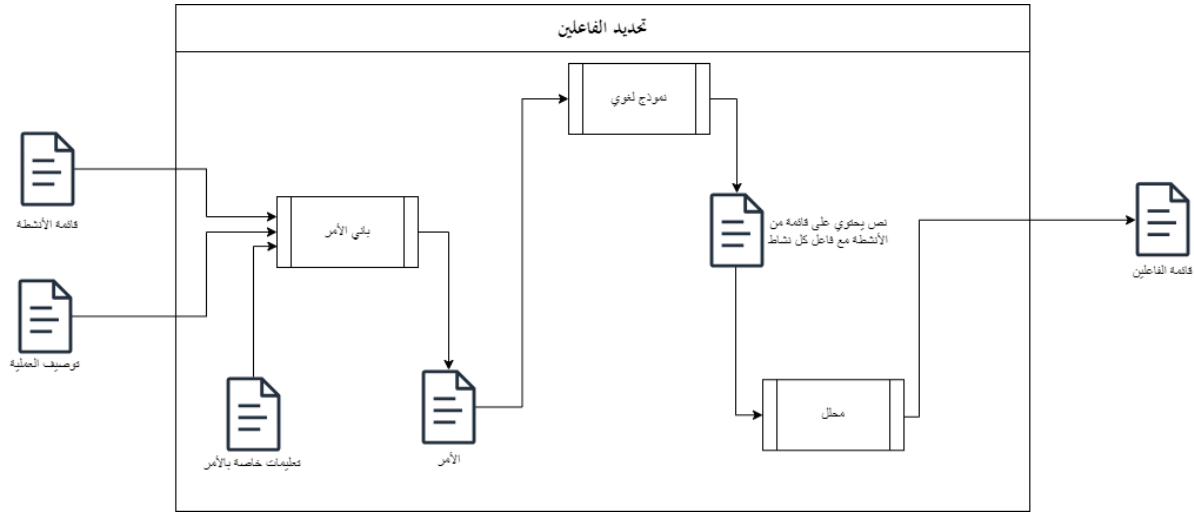 تحديد الفاعلين
نموذج لغوي
قائمة الأنشطة
باني الأمر
نص يحتوي على قائمة من
الأنشطة مع فاعل كل نشاط
قائمة الفاعلين
توصيف العملية
تعليمات خاصة بالأمر
الأمر
محلل